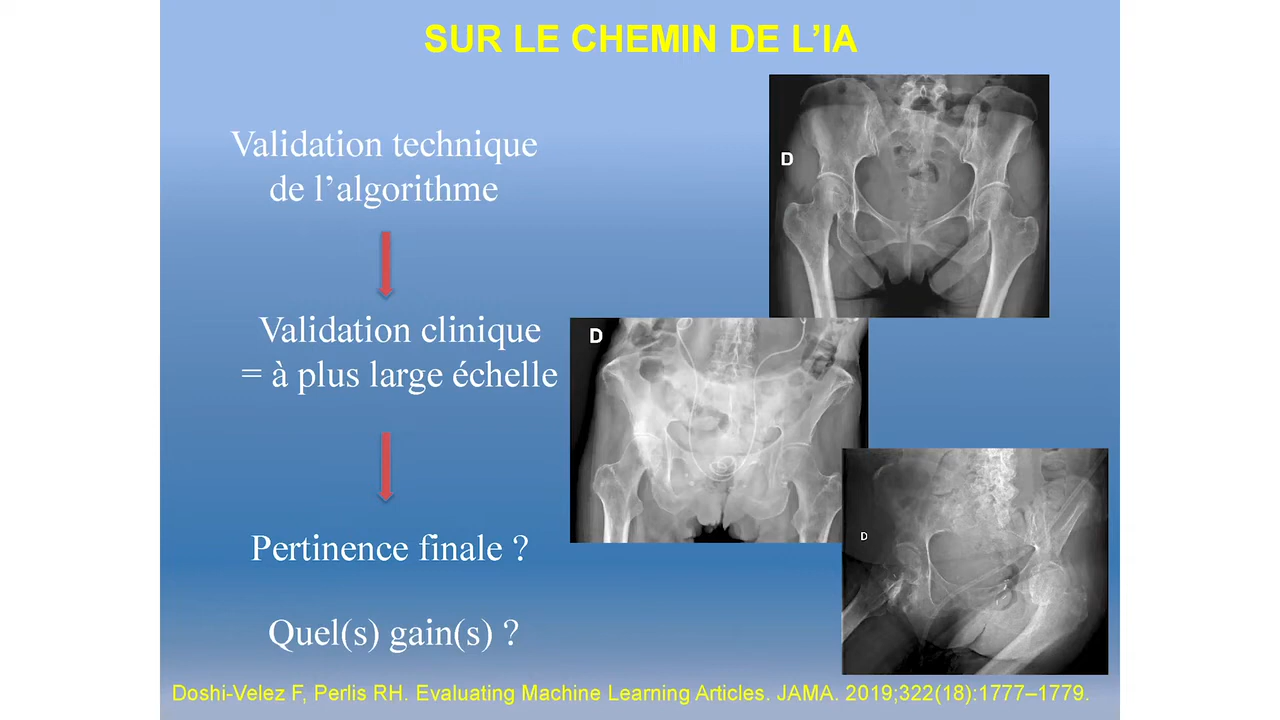 SUR LE CHEMIN DE L’IA
Validation technique
de l’algorithme
Validation clinique
= à plus large échelle
Pertinence finale ?
Quel(s) gain(s) ?
D
D
D
Doshi-Velez F, Perlis RH. Evaluating Machine Learning Articles. JAMA. 2019;322(18):1777–1779.